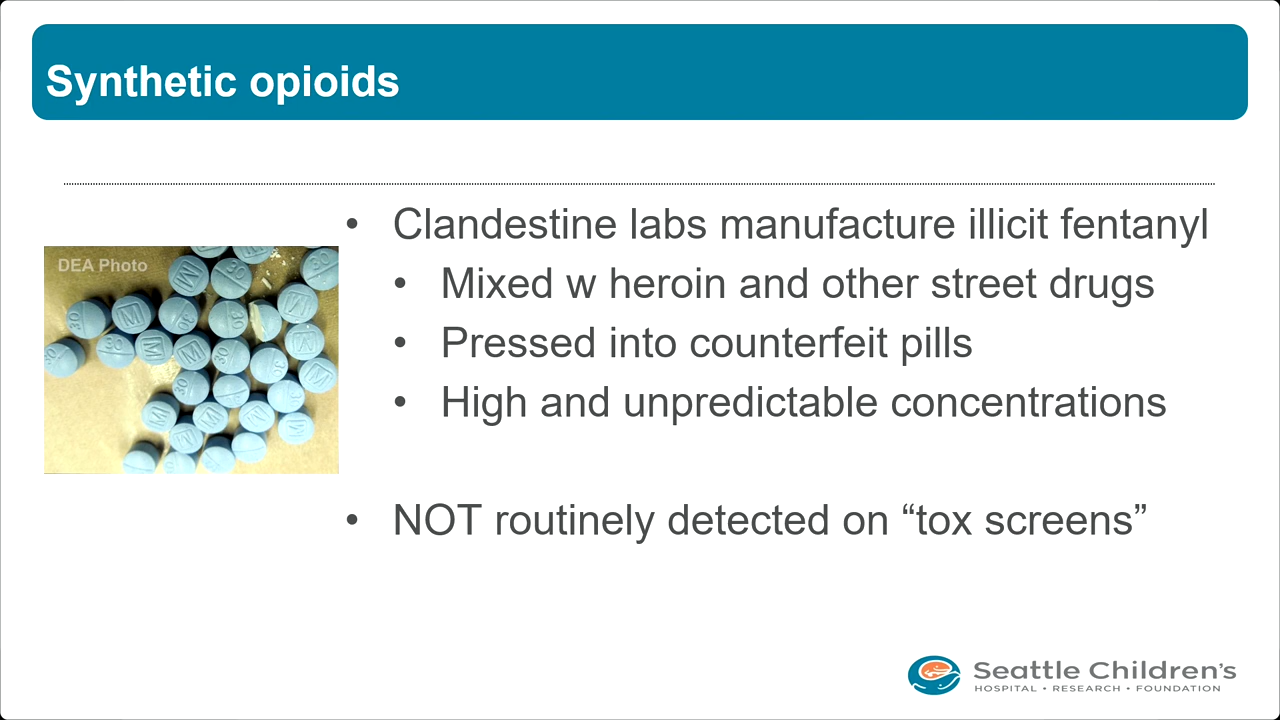 Synthetic opioids
DEA Photo
• Clandestine labs manufacture illicit fentanyl
• Mixed w heroin and other street drugs
• Pressed into counterfeit pills
• High and unpredictable concentrations
• NOT routinely detected on “tox screens”
Seattle Children’s
HOSPITAL • RESEARCH • FOUNDATION